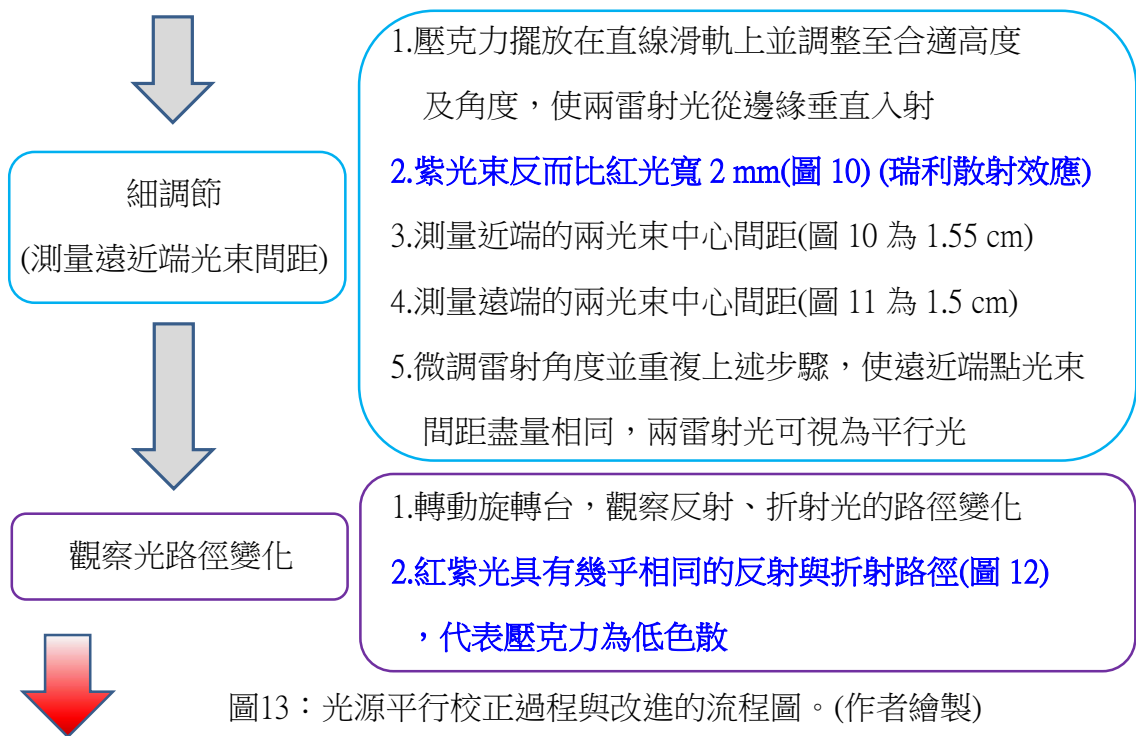 1.壓克力擺放在直線滑軌上並調整至合適高度
及角度，使兩雷射光從邊緣垂直入射
2.紫光束反而比紅光寬 2 mm(圖 10) (瑞利散射效應)
3.測量近端的兩光束中心間距(圖 10 為 1.55 cm)
4.測量遠端的兩光束中心間距(圖 11 為 1.5 cm)
5.微調雷射角度並重複上述步驟，使遠近端點光束
間距盡量相同，兩雷射光可視為平行光
細調節
(測量遠近端光束間距)
1.轉動旋轉台，觀察反射、折射光的路徑變化
2.紅紫光具有幾乎相同的反射與折射路徑(圖 12)
，代表壓克力為低色散
觀察光路徑變化
圖13：光源平行校正過程與改進的流程圖。(作者繪製)